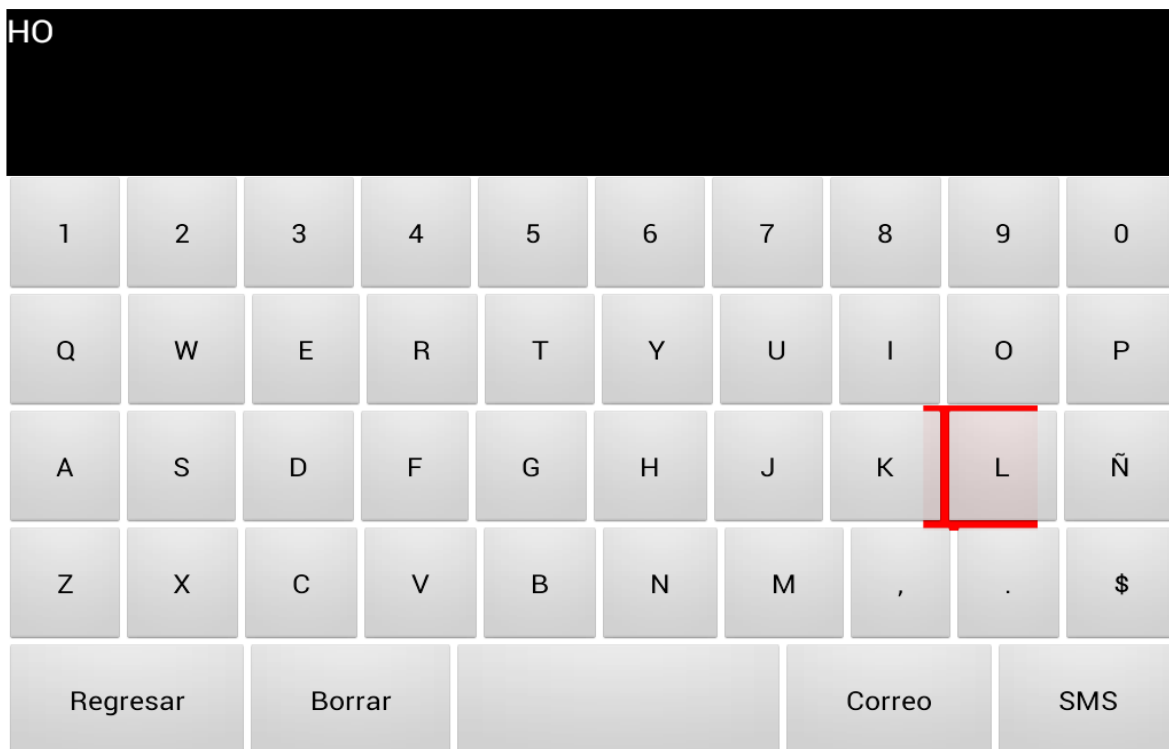 HO
1 2 3 4 5 6 7 8 9 0
Q W E R T Y U I O P
A S D F G H J K L Ñ
Z X C V B N M , . $
Regresar Borrar Correo SMS